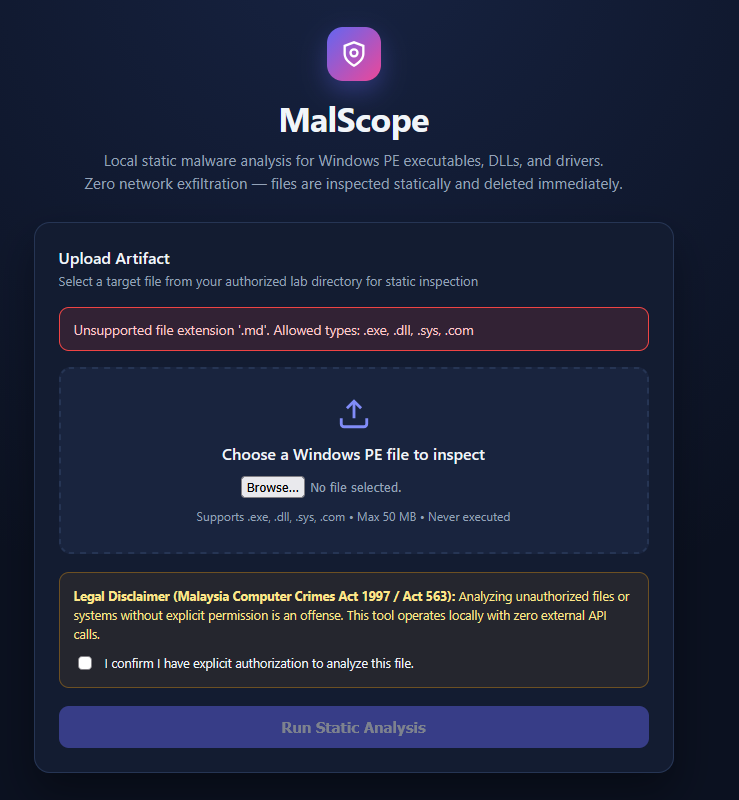 MalScope
Local static malware analysis for Windows PE executables, DLLs, and drivers.
Zero network exfiltration — files are inspected statically and deleted immediately.
Upload Artifact
Select a target file from your authorized lab directory for static inspection
Unsupported file extension '.md'. Allowed types: .exe, .dll, .sys, .com
Choose a Windows PE file to inspect
Browse... No file selected.
Supports .exe, .dll, .sys, .com • Max 50 MB • Never executed
Legal Disclaimer (Malaysia Computer Crimes Act 1997 / Act 563): Analyzing unauthorized files or
systems without explicit permission is an offense. This tool operates locally with zero external API
calls.
I confirm I have explicit authorization to analyze this file.
Run Static Analysis